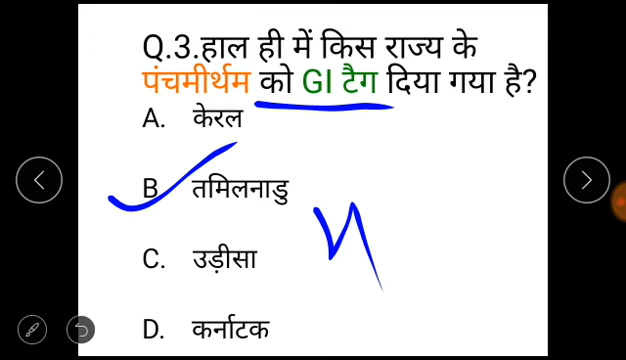 Q.3.हाल ही में किस राज्य के
पंचमीर्थम को GI टैग दिया गया है?
A. केरल
B. तमिलनाडु
C. उड़ीसा
D. कर्नाटक